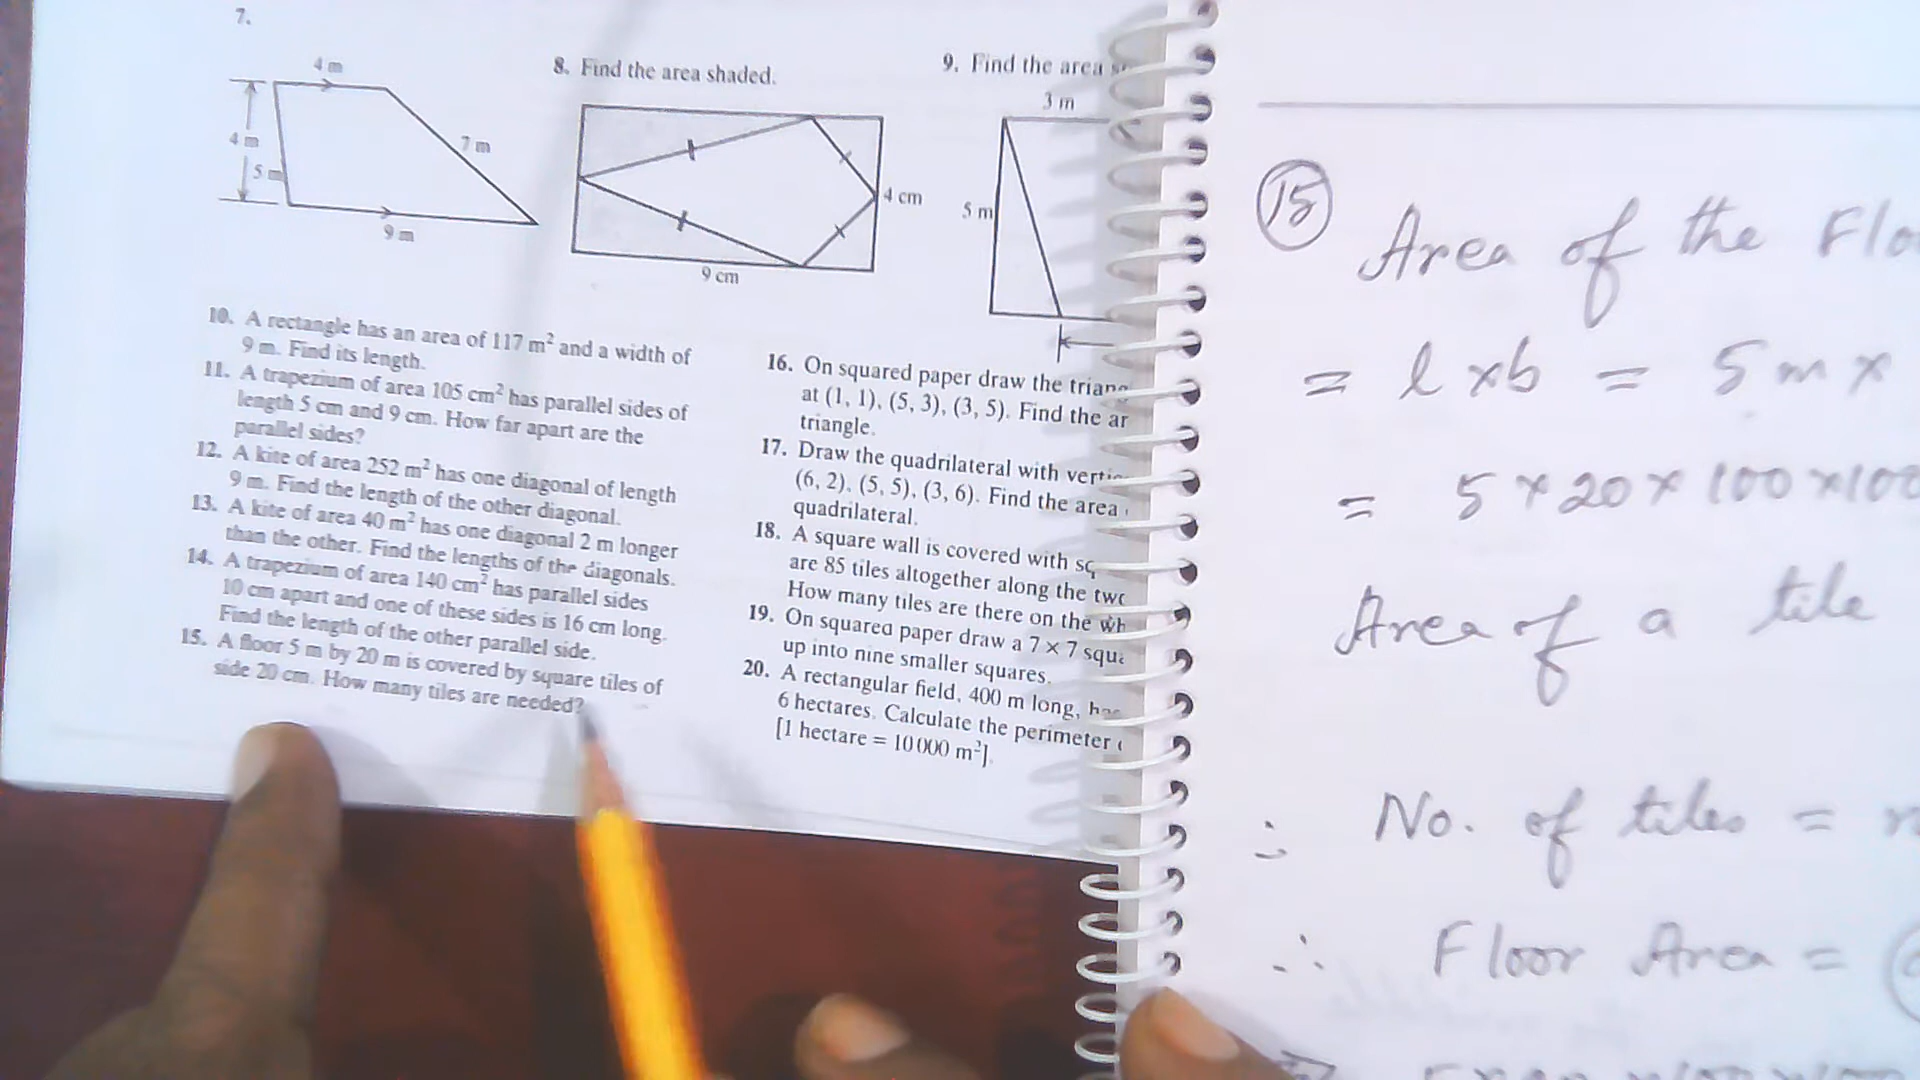 7.
4 m
4 m
5 m
7 m
9 m
8. Find the area shaded.
4 cm
9 cm
9. Find the area
3 m
5 m
10. A rectangle has an area of 117 m² and a width of
9 m. Find its length.
11. A trapezium of area 105 cm² has parallel sides of
length 5 cm and 9 cm. How far apart are the
parallel sides?
12. A kite of area 252 m² has one diagonal of length
9 m. Find the length of the other diagonal.
13. A kite of area 40 m² has one diagonal 2 m longer
than the other. Find the lengths of the diagonals.
14. A trapezium of area 140 cm² has parallel sides
10 cm apart and one of these sides is 16 cm long.
Find the length of the other parallel side.
15. A floor 5 m by 20 m is covered by square tiles of
side 20 cm. How many tiles are needed?
16. On squared paper draw the
at (1, 1), (5, 3), (3, 5). Find the
triangle.
17. Draw the quadrilateral with
(6, 2), (5, 5), (3, 6). Find the area
quadrilateral.
18. A square wall is covered with
are 85 tiles altogether along the
How many tiles are there on the
19. On squared paper draw a 7 × 7
up into nine smaller squares.
20. A rectangular field, 400 m long,
6 hectares. Calculate the perimeter
[1 hectare = 10 000 m²].
15 Area of the
= l × b = 5 m ×
= 5 × 20 × 100 × 100
Area of a tile
∴ No. of tiles =
∴ Floor Area =